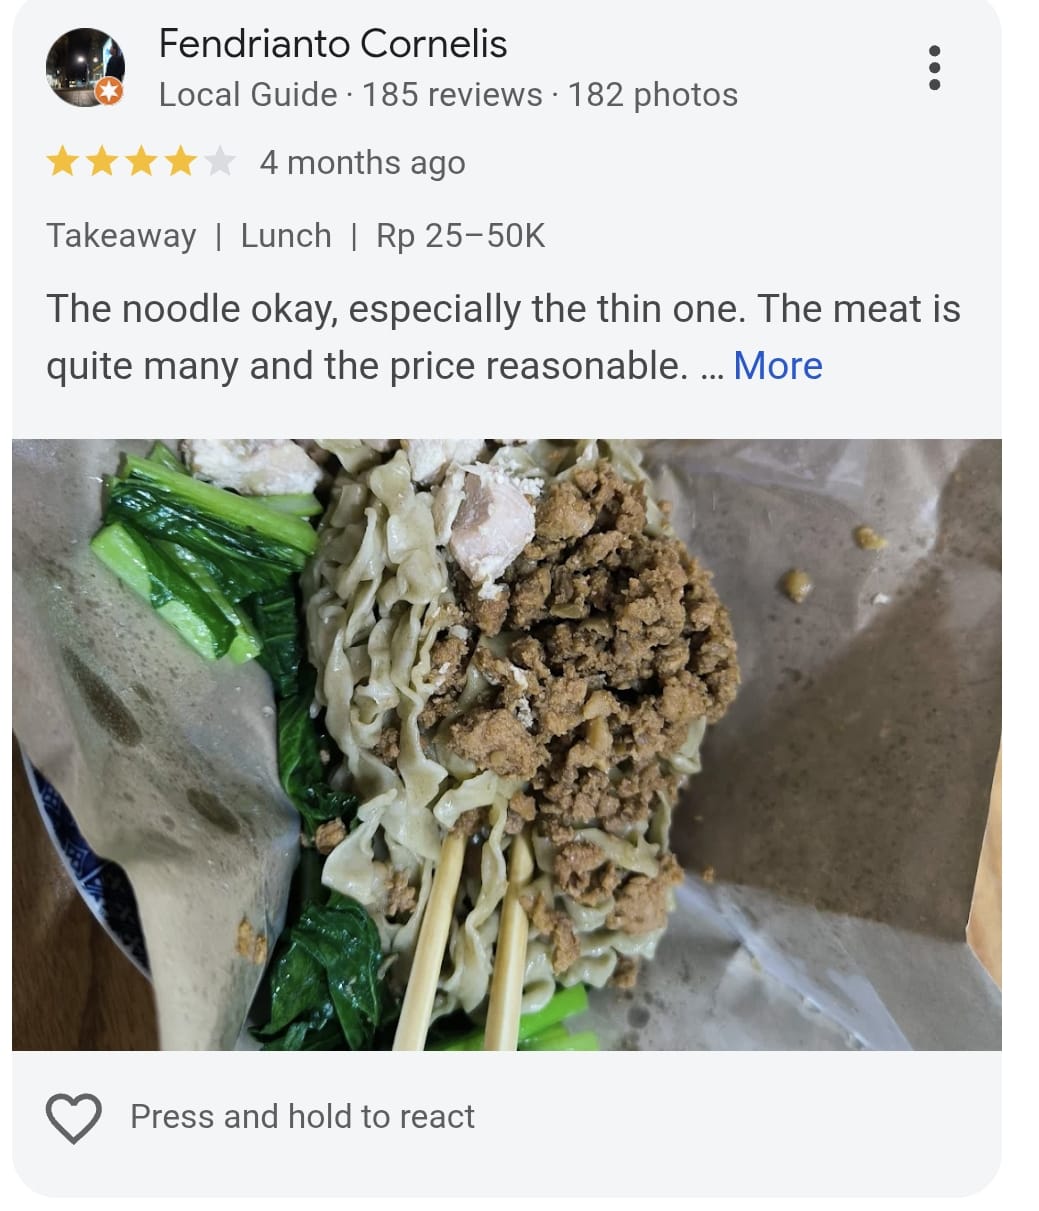 Fendrianto Cornelis
Local Guide · 185 reviews · 182 photos
4 months ago
Takeaway | Lunch | Rp 25–50K
The noodle okay, especially the thin one. The meat is
quite many and the price reasonable. ... More
Press and hold to react